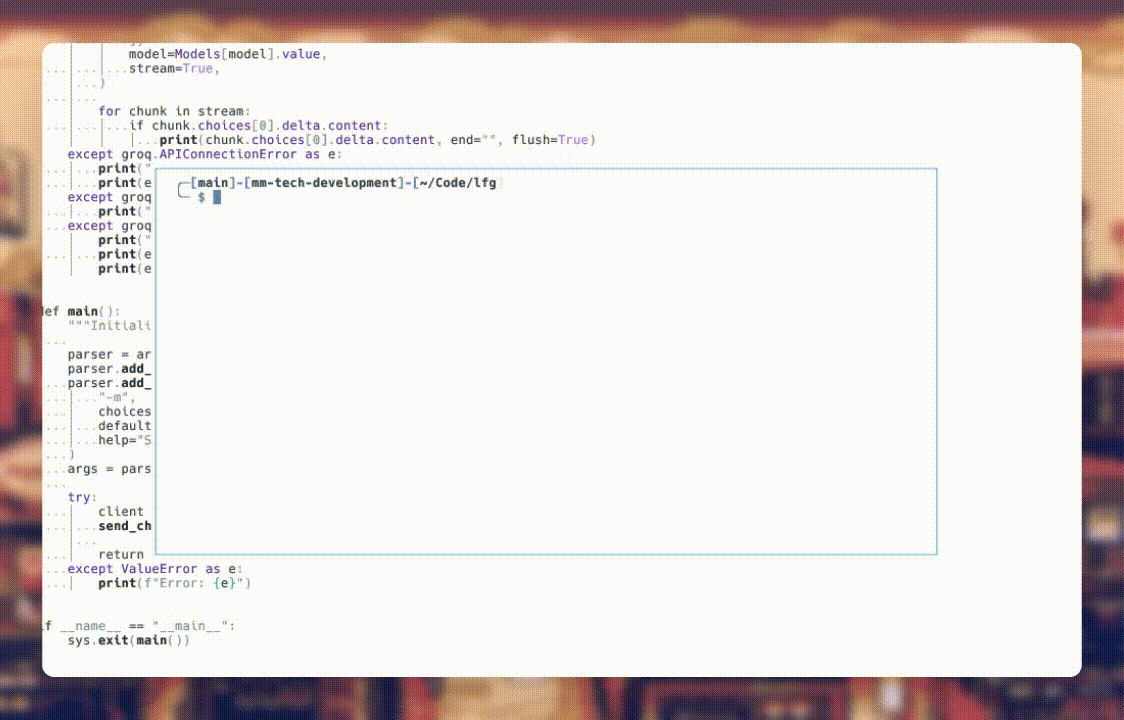 model=Models[model].value,
stream=True,
)
for chunk in stream:
if chunk.choices[0].delta.content:
print(chunk.choices[0].delta.content, end="", flush=True)
except groq.APIConnectionError as e:
print("
[main]-[mm-tech-development]-[~/Code/lfg
print(e
$
except groq
print("
except groq
print("
print(e
print(e
def main():
"""Initiali
parser = ar
parser.add_
parser.add_
"-m",
choices
default
help="S
)
args = pars
try:
client
send_ch
return
except ValueError as e:
print(f"Error: {e}")
if __name__ == "__main__":
sys.exit(main())